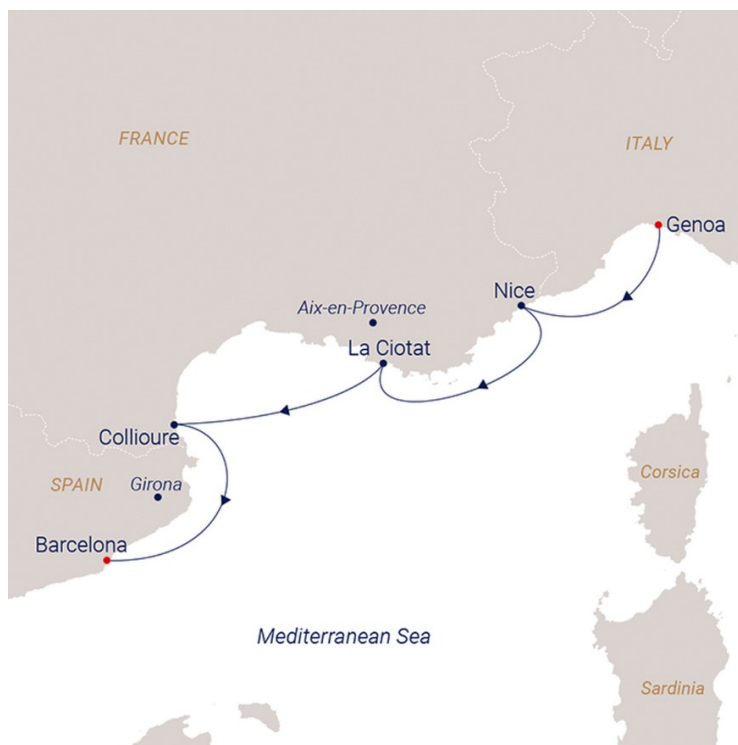 FRANCE
ITALY
Genoa
Nice
Aix-en-Provence
La Ciotat
Collioure
Corsica
SPAIN
Girona
Barcelona
Mediterranean Sea
Sardinia